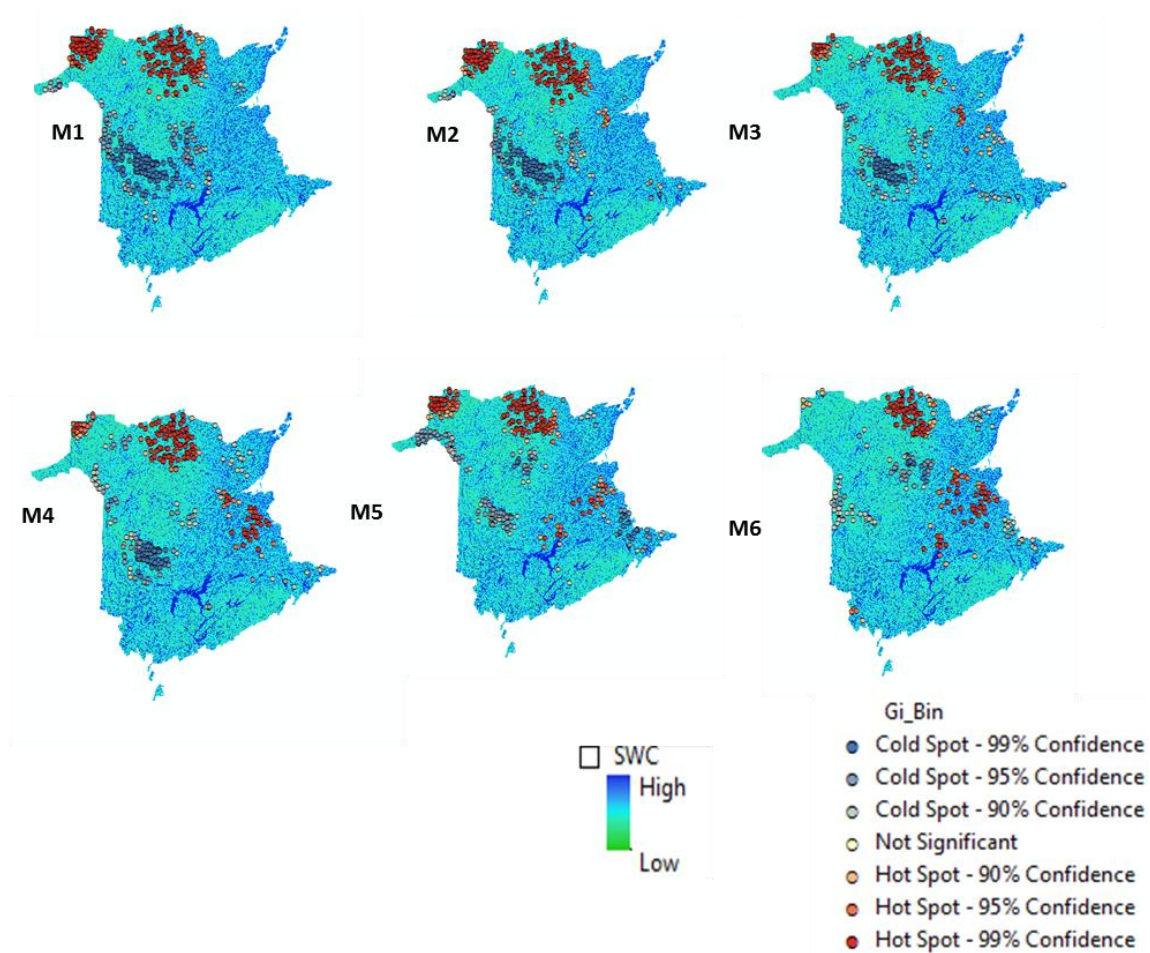 M1
M2
M3
M4
M5
M6
SWC
High
Low
Gi_Bin
Cold Spot - 99% Confidence
Cold Spot - 95% Confidence
Cold Spot - 90% Confidence
Not Significant
Hot Spot - 90% Confidence
Hot Spot - 95% Confidence
Hot Spot - 99% Confidence